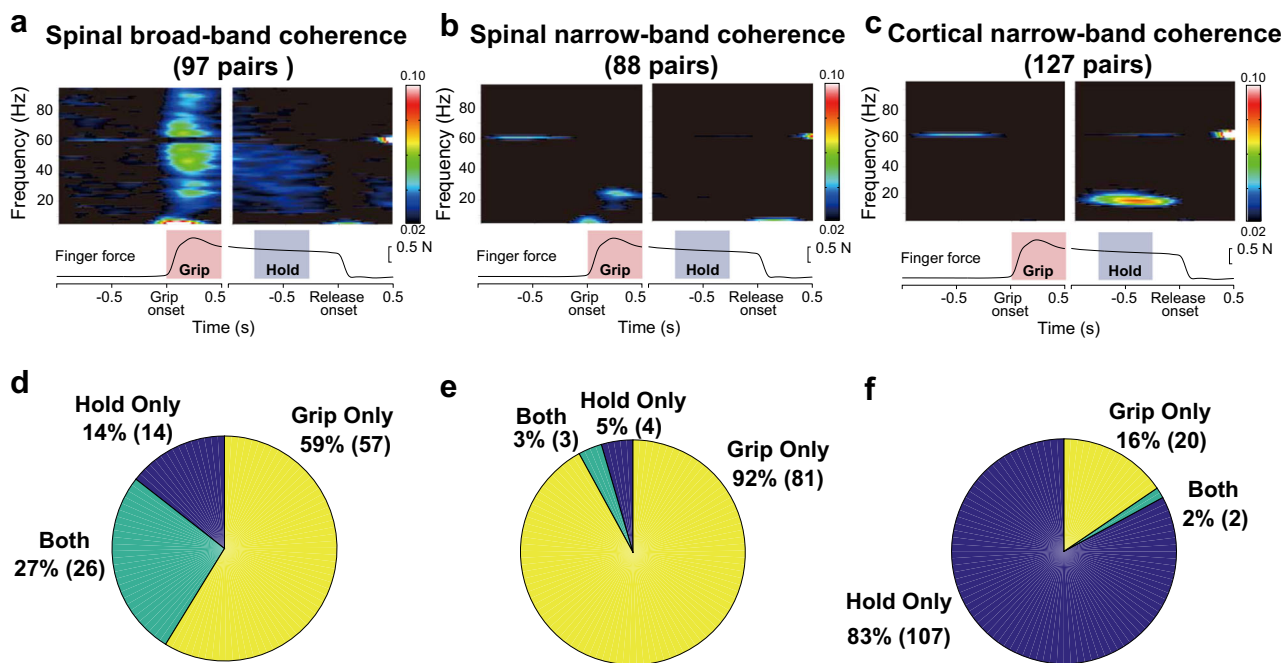 a
Spinal broad-band coherence
(97 pairs )
Frequency (Hz)
80
60
40
20
0.10
0.02
Finger force
Grip
Hold
0.5 N
-0.5
Grip onset
0.5
-0.5
Release onset
0.5
Time (s)
b
Spinal narrow-band coherence
(88 pairs)
Frequency (Hz)
80
60
40
20
0.10
0.02
Finger force
Grip
Hold
0.5 N
-0.5
Grip onset
0.5
-0.5
Release onset
0.5
Time (s)
c
Cortical narrow-band coherence
(127 pairs)
Frequency (Hz)
80
60
40
20
0.10
0.02
Finger force
Grip
Hold
0.5 N
-0.5
Grip onset
0.5
-0.5
Release onset
0.5
Time (s)
d
Hold Only
14% (14)
Grip Only
59% (57)
Both
27% (26)
e
Both
3% (3)
Hold Only
5% (4)
Grip Only
92% (81)
f
Grip Only
16% (20)
Both
2% (2)
Hold Only
83% (107)